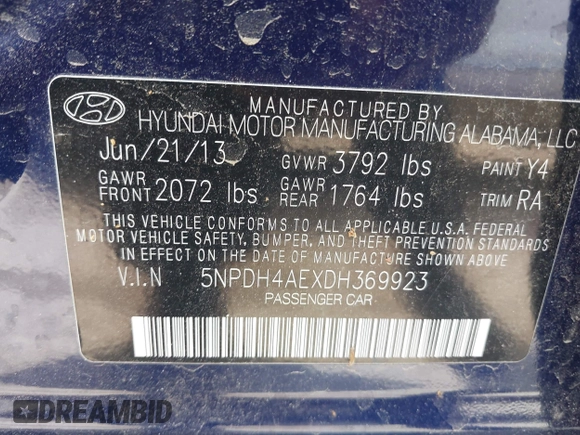 MANUFACTURED BY
HYUNDAI MOTOR MANUFACTURING ALABAMA, LLC
Jun/21/13 GVWR 3792 lbs PAINT Y4
GAWR FRONT 2072 lbs GAWR REAR 1764 lbs TRIM RA
THIS VEHICLE CONFORMS TO ALL APPLICABLE U.S.A. FEDERAL
MOTOR VEHICLE SAFETY, BUMPER, AND THEFT PREVENTION STANDARDS
IN EFFECT ON THE DATE OF MANUFACTURE SHOWN ABOVE.
V.I.N 5NPDH4AEXDH369923
PASSENGER CAR
DREAMBID